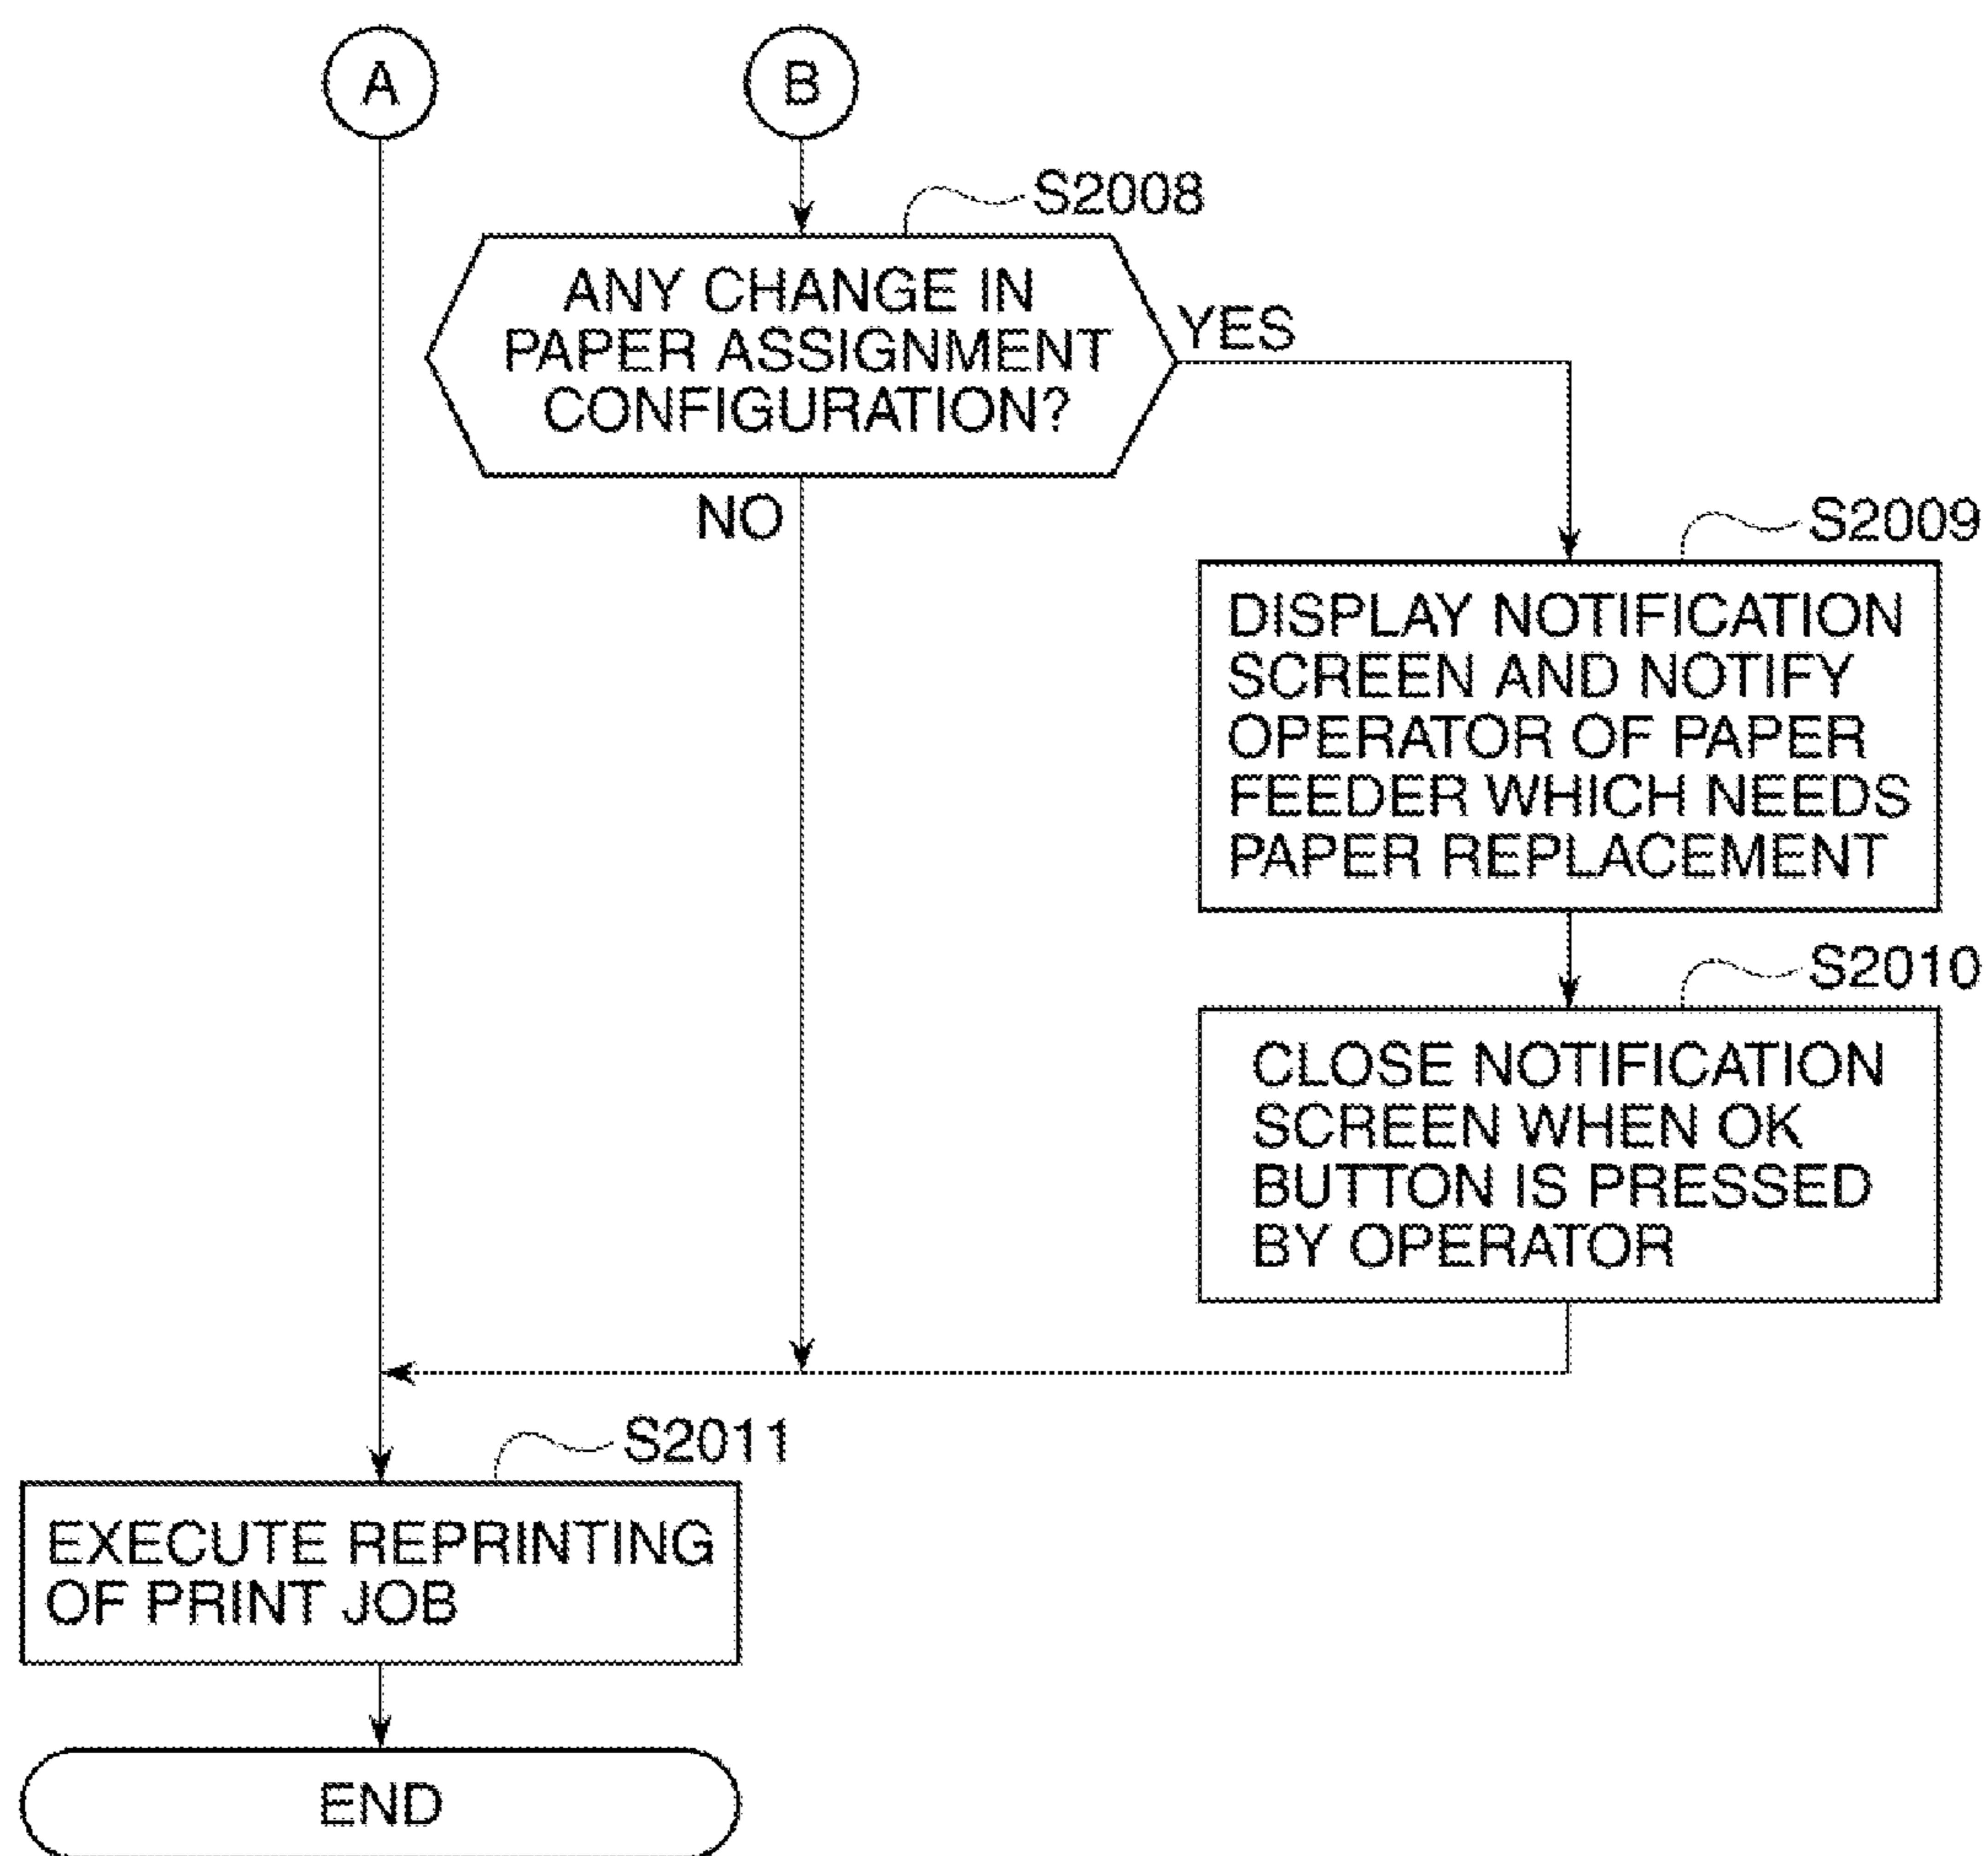 A
B
S2008
ANY CHANGE IN
PAPER ASSIGNMENT
CONFIGURATION?
YES
NO
S2009
DISPLAY NOTIFICATION
SCREEN AND NOTIFY
OPERATOR OF PAPER
FEEDER WHICH NEEDS
PAPER REPLACEMENT
S2010
CLOSE NOTIFICATION
SCREEN WHEN OK
BUTTON IS PRESSED
BY OPERATOR
S2011
EXECUTE REPRINTING
OF PRINT JOB
END